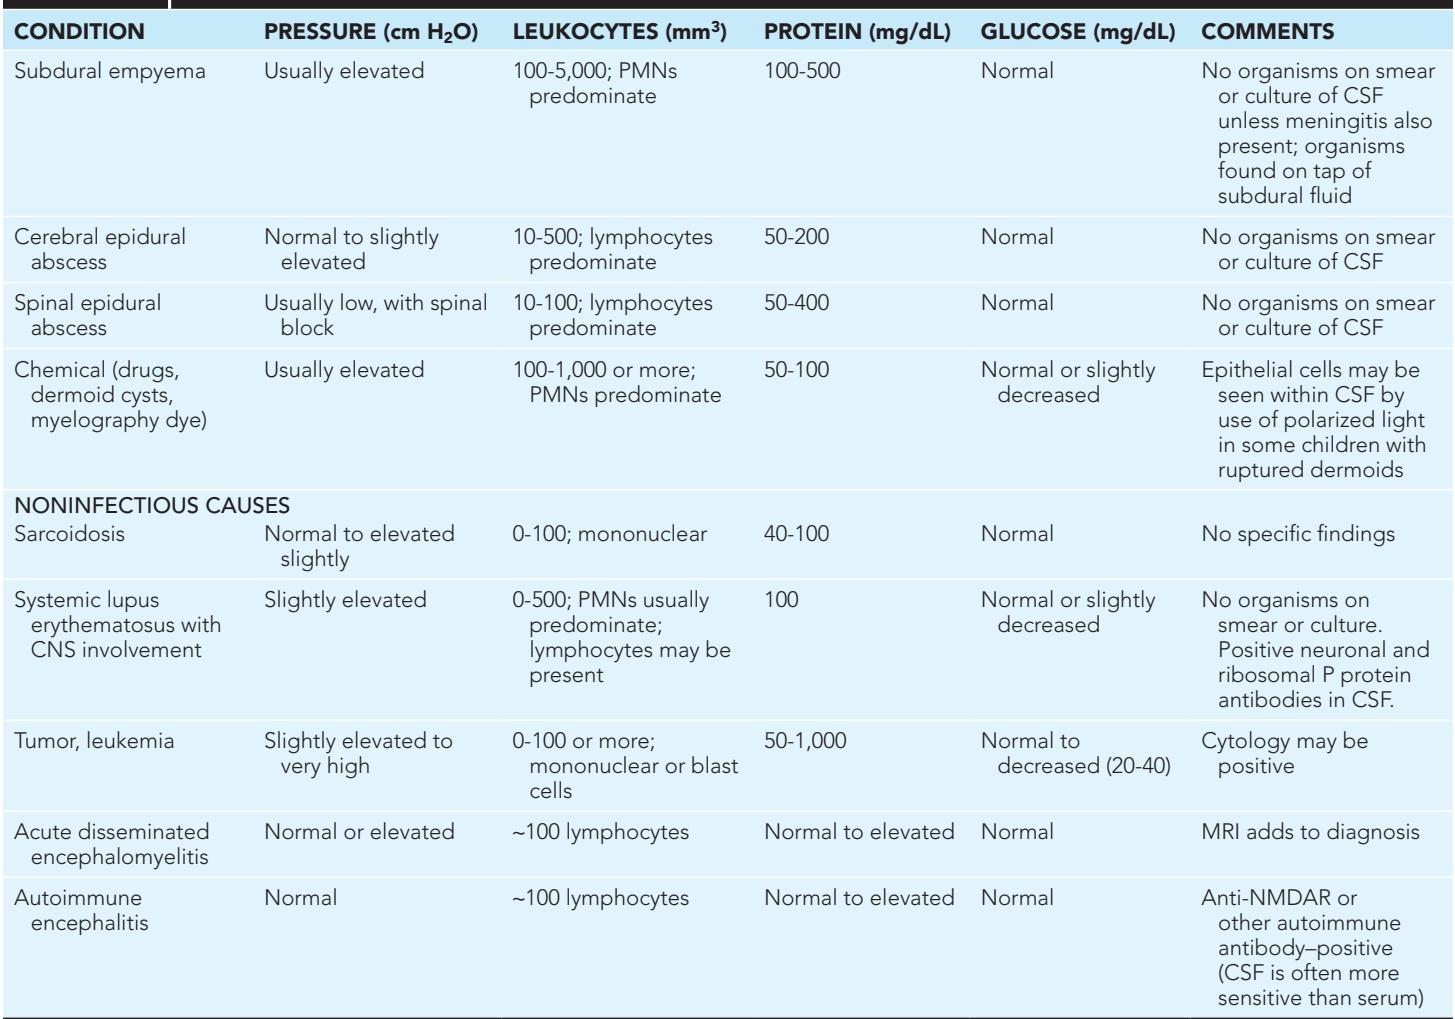 CONDITION PRESSURE (cm H2O) LEUKOCYTES (mm3) PROTEIN (mg/dL) GLUCOSE (mg/dL) COMMENTS
Subdural empyema Usually elevated 100-5,000; PMNs 100-500 Normal No organisms on smear
predominate or culture of CSF
unless meningitis also
present; organisms
found on tap of
subdural fluid
Cerebral epidural Normal to slightly 10-500; lymphocytes 50-200 Normal No organisms on smear
abscess elevated predominate or culture of CSF
Spinal epidural Usually low, with spinal 10-100; lymphocytes 50-400 Normal No organisms on smear
abscess block predominate or culture of CSF
Chemical (drugs, Usually elevated 100-1,000 or more; 50-100 Normal or slightly Epithelial cells may be
dermoid cysts, PMNs predominate decreased seen within CSF by
myelography dye) use of polarized light
in some children with
ruptured dermoids
NONINFECTIOUS CAUSES
Sarcoidosis Normal to elevated 0-100; mononuclear 40-100 Normal No specific findings
slightly
Systemic lupus Slightly elevated 0-500; PMNs usually 100 Normal or slightly No organisms on
erythematosus with predominate; decreased smear or culture.
CNS involvement lymphocytes may be Positive neuronal and
present ribosomal P protein
antibodies in CSF.
Tumor, leukemia Slightly elevated to 0-100 or more; 50-1,000 Normal to Cytology may be
very high mononuclear or blast decreased (20-40) positive
cells
Acute disseminated Normal or elevated ~100 lymphocytes Normal to elevated Normal MRI adds to diagnosis
encephalomyelitis
Autoimmune Normal ~100 lymphocytes Normal to elevated Normal Anti-NMDAR or
encephalitis other autoimmune
antibody–positive
(CSF is often more
sensitive than serum)